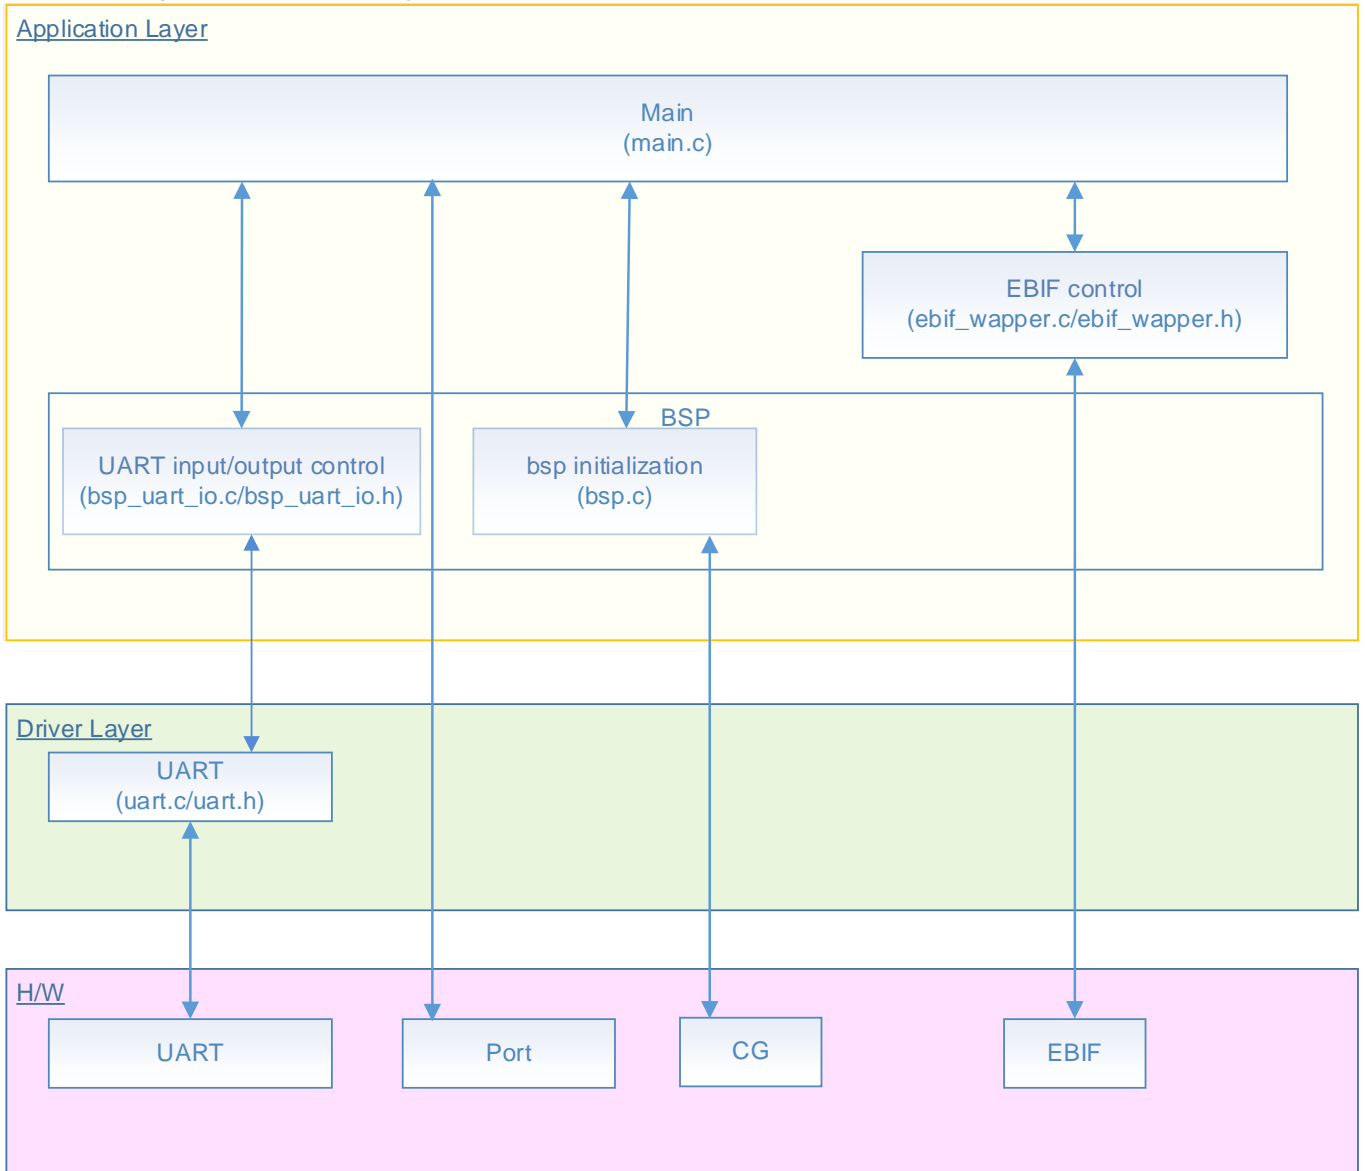 Application Layer
Main
(main.c)
EBIF control
(ebif_wapper.c/ebif_wapper.h)
BSP
UART input/output control
(bsp_uart_io.c/bsp_uart_io.h)
bsp initialization
(bsp.c)
Driver Layer
UART
(uart.c/uart.h)
H/W
UART
Port
CG
EBIF